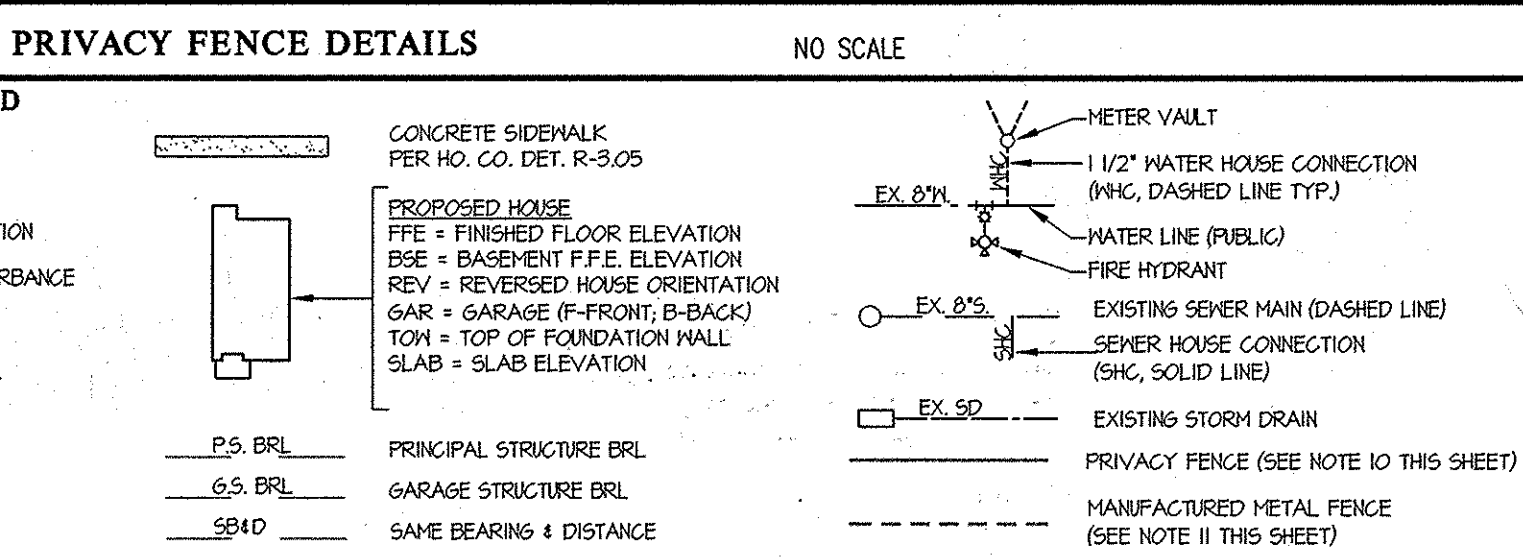 PRIVACY FENCE DETAILS
NO SCALE
D
TION
RBANCE
CONCRETE SIDEWALK
PER HO. CO. DET. R-3.05
PROPOSED HOUSE
FFE = FINISHED FLOOR ELEVATION
BSE = BASEMENT F.F.E. ELEVATION
REV = REVERSED HOUSE ORIENTATION
GAR = GARAGE (F-FRONT; B-BACK)
TOW = TOP OF FOUNDATION WALL
SLAB = SLAB ELEVATION
P.S. BRL
PRINCIPAL STRUCTURE BRL
G.S. BRL
GARAGE STRUCTURE BRL
SB&D
SAME BEARING & DISTANCE
METER VAULT
WHC
1 1/2" WATER HOUSE CONNECTION
(WHC, DASHED LINE TYP.)
EX. 8"W.
WATER LINE (PUBLIC)
FIRE HYDRANT
EX. 8"S.
EXISTING SEWER MAIN (DASHED LINE)
SHC
SEWER HOUSE CONNECTION
(SHC, SOLID LINE)
EX. SD
EXISTING STORM DRAIN
PRIVACY FENCE (SEE NOTE 10 THIS SHEET)
MANUFACTURED METAL FENCE
(SEE NOTE 11 THIS SHEET)